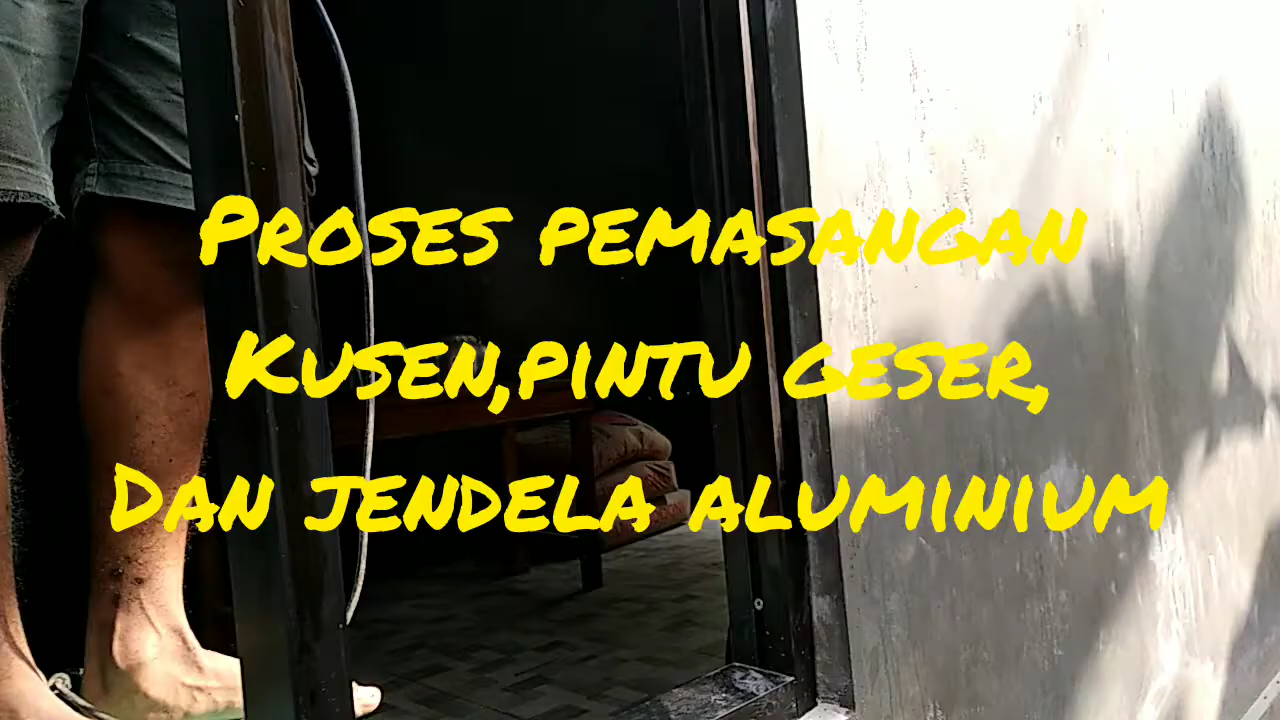 Proses pemasangan
Kusen,pintu geser,
Dan jendela aluminium